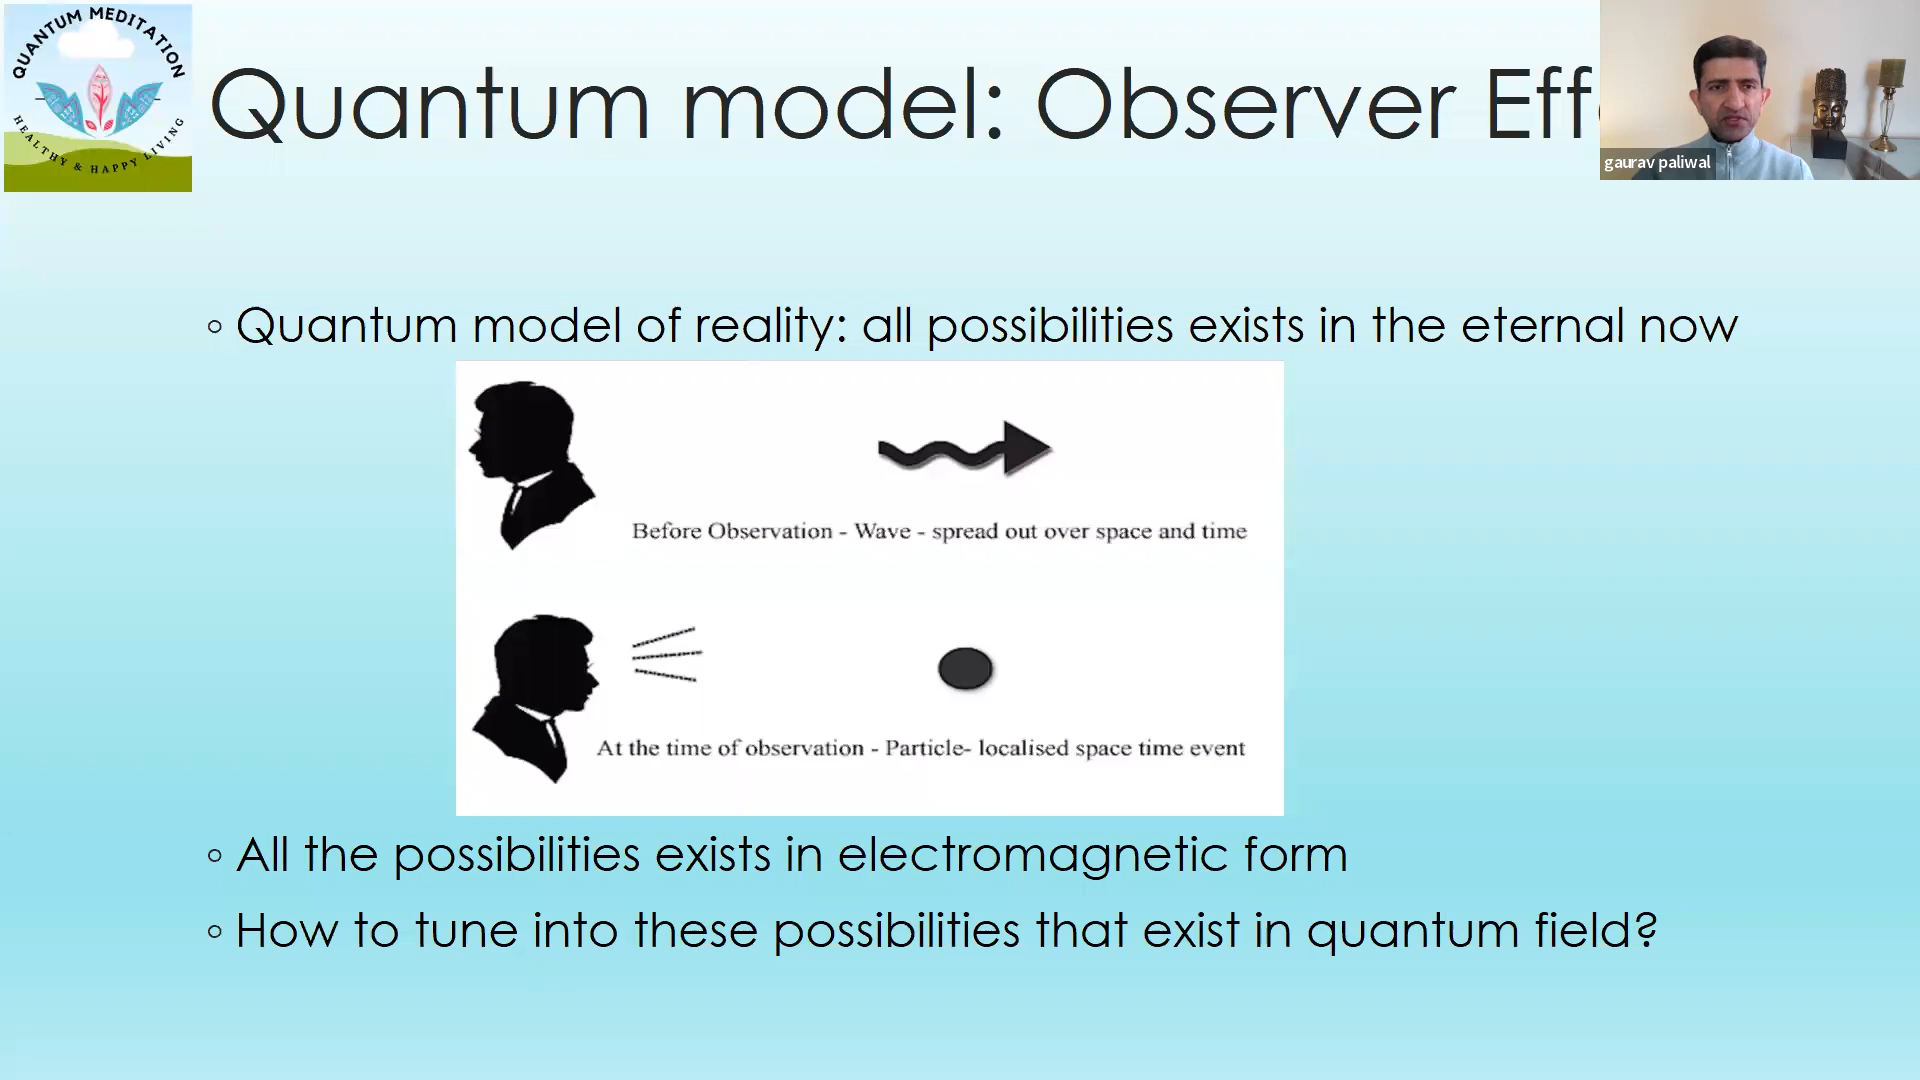 QUANTUM MEDITATION
HEALTHY & HAPPY LIVING
Quantum model: Observer Eff
gaurav paliwal
Quantum model of reality: all possibilities exists in the eternal now
Before Observation - Wave - spread out over space and time
At the time of observation - Particle- localised space time event
All the possibilities exists in electromagnetic form
How to tune into these possibilities that exist in quantum field?